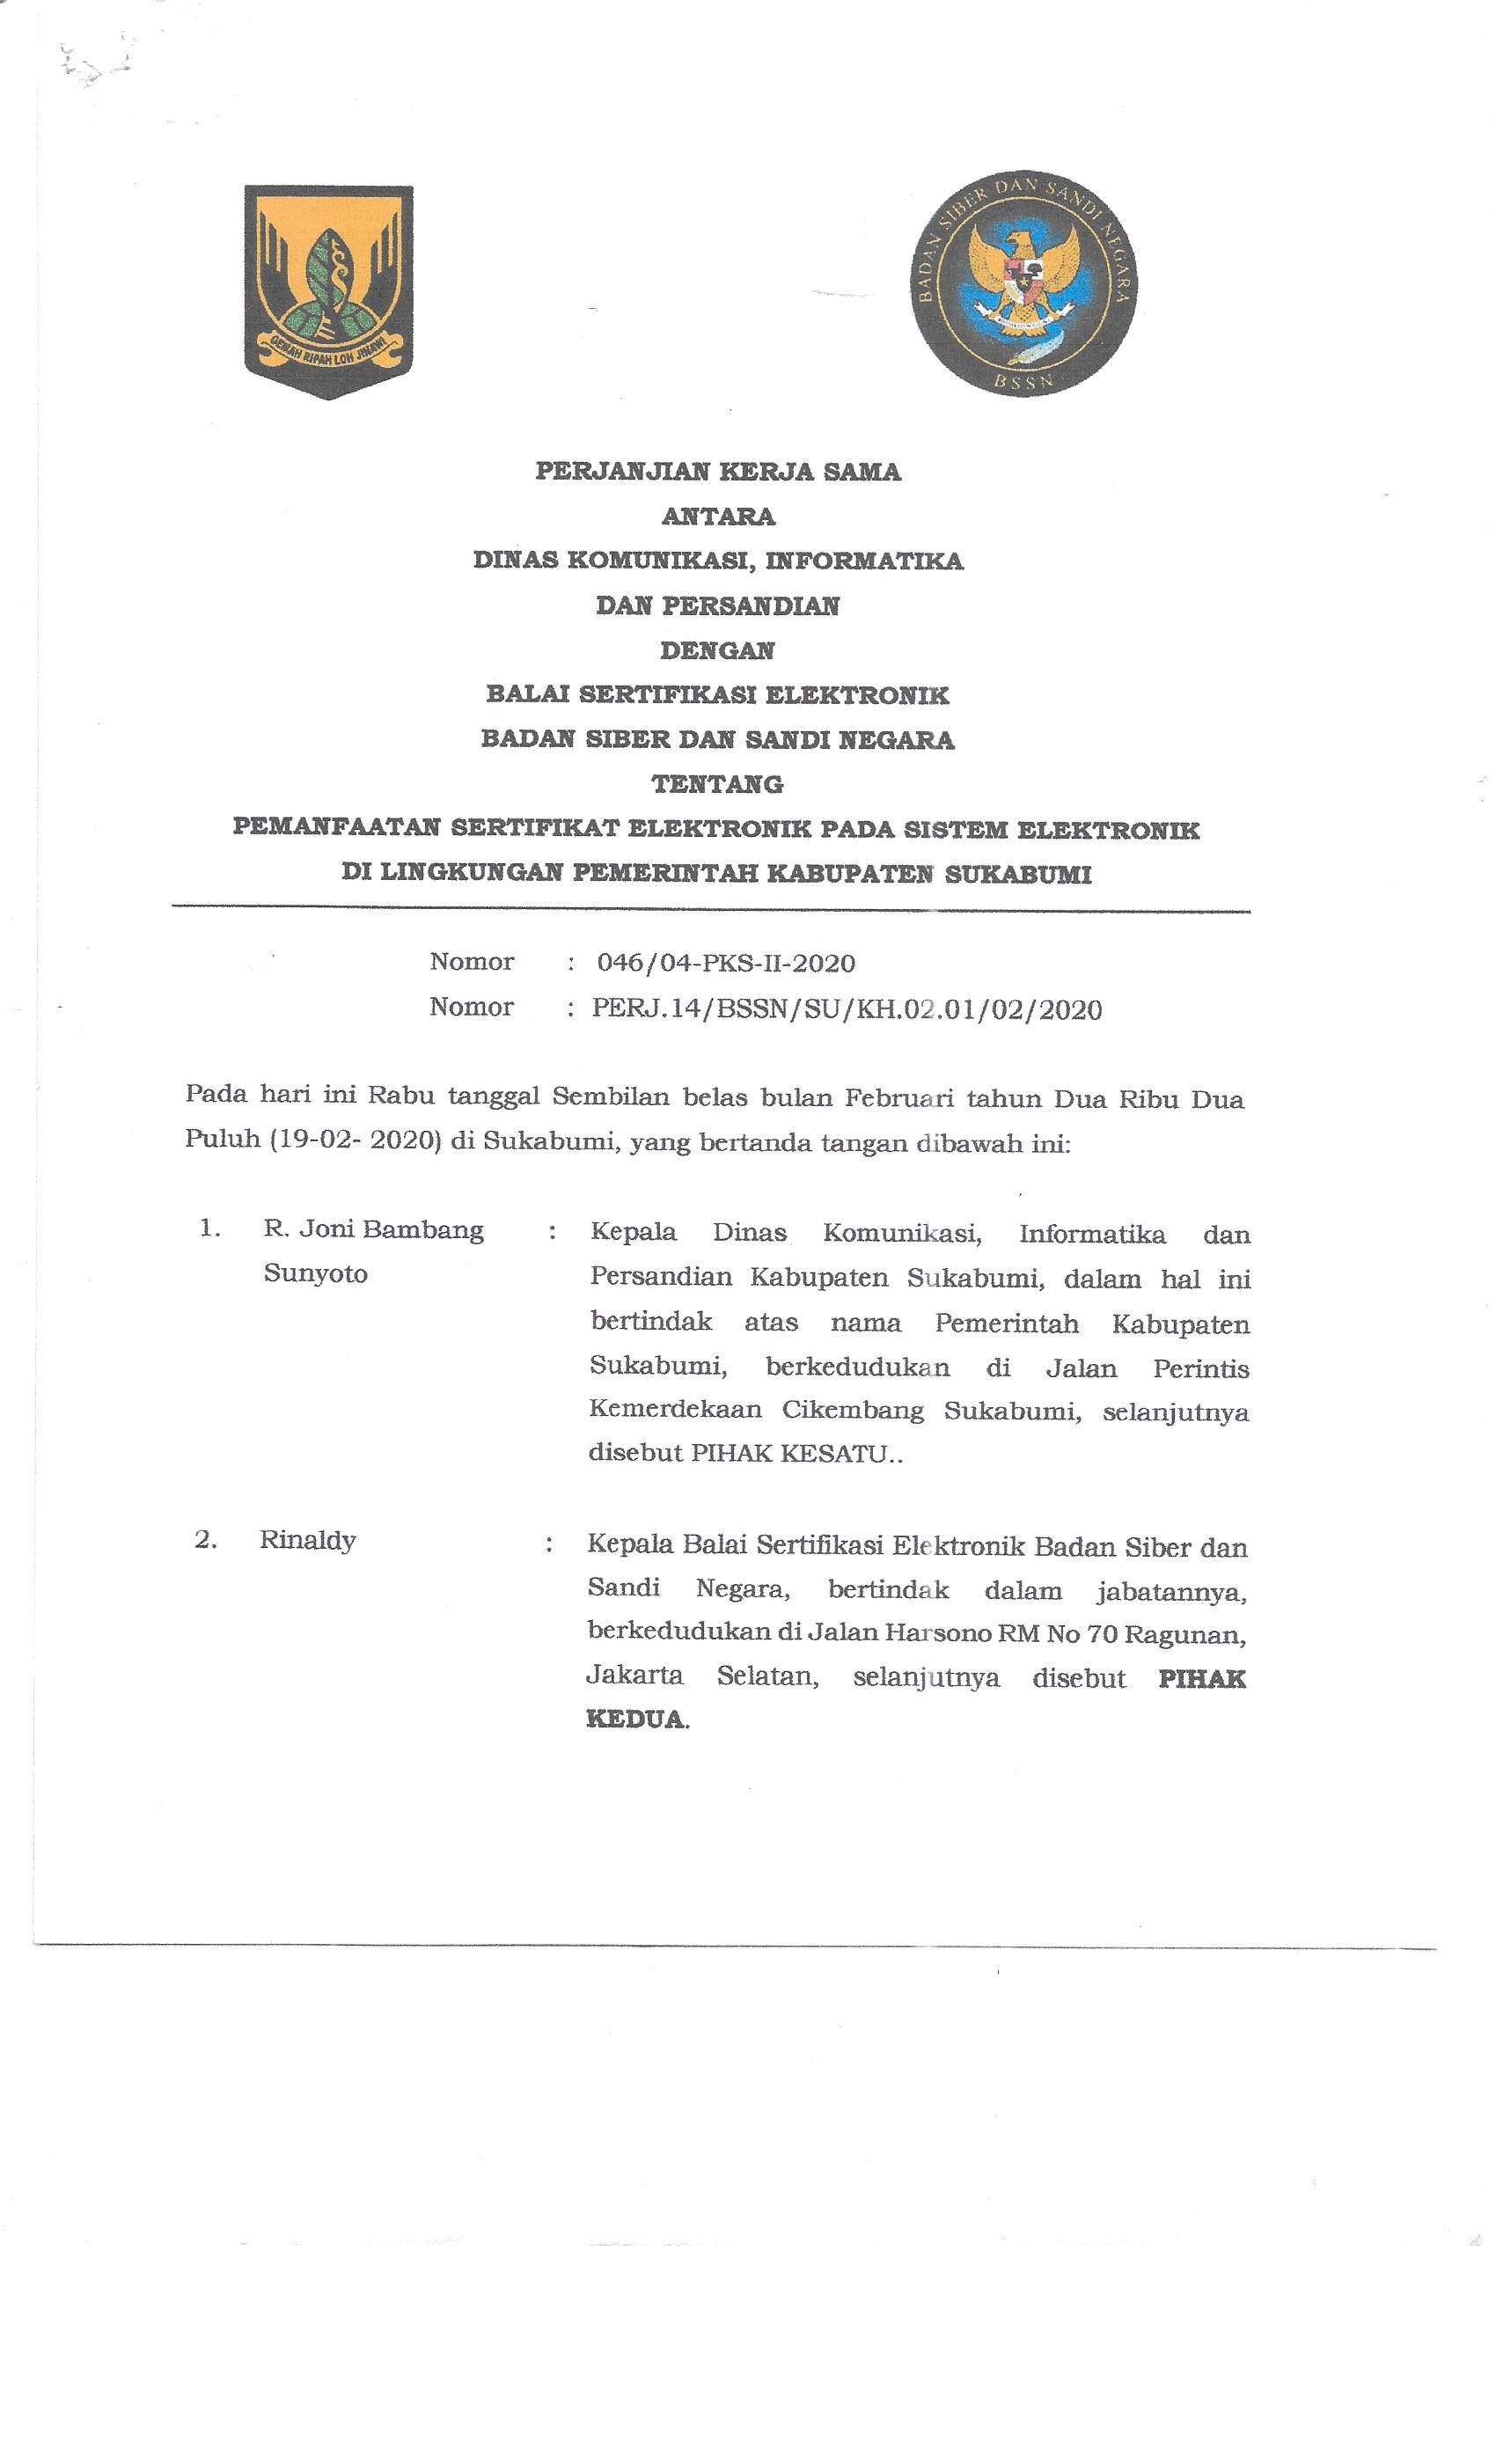 GEMAH RIPAH LOH JINAWI
BADAN SIBER DAN SANDI NEGARA
BSSN
PERJANJIAN KERJA SAMA
ANTARA
DINAS KOMUNIKASI, INFORMATIKA
DAN PERSANDIAN
DENGAN
BALAI SERTIFIKASI ELEKTRONIK
BADAN SIBER DAN SANDI NEGARA
TENTANG
PEMANFAATAN SERTIFIKAT ELEKTRONIK PADA SISTEM ELEKTRONIK
DI LINGKUNGAN PEMERINTAH KABUPATEN SUKABUMI
Nomor : 046/04-PKS-II-2020
Nomor : PERJ.14/BSSN/SU/KH.02.01/02/2020
Pada hari ini Rabu tanggal Sembilan belas bulan Februari tahun Dua Ribu Dua
Puluh (19-02- 2020) di Sukabumi, yang bertanda tangan dibawah ini:
1. R. Joni Bambang : Kepala Dinas Komunikasi, Informatika dan
Sunyoto Persandian Kabupaten Sukabumi, dalam hal ini
bertindak atas nama Pemerintah Kabupaten
Sukabumi, berkedudukan di Jalan Perintis
Kemerdekaan Cikembang Sukabumi, selanjutnya
disebut PIHAK KESATU..
2. Rinaldy : Kepala Balai Sertifikasi Elektronik Badan Siber dan
Sandi Negara, bertindak dalam jabatannya,
berkedudukan di Jalan Harsono RM No 70 Ragunan,
Jakarta Selatan, selanjutnya disebut PIHAK
KEDUA.